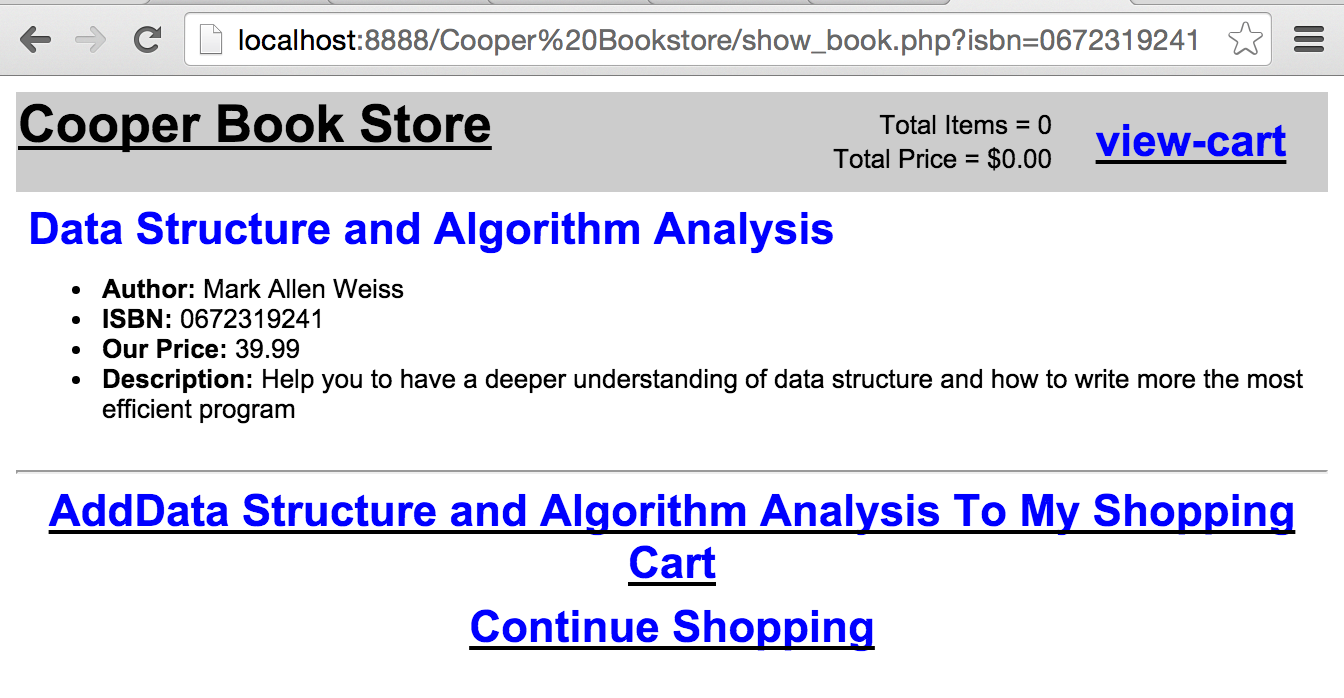 localhost:8888/Cooper%20Bookstore/show_book.php?isbn=0672319241
Cooper Book Store
Total Items = 0
Total Price = $0.00
view-cart
Data Structure and Algorithm Analysis
• Author: Mark Allen Weiss
• ISBN: 0672319241
• Our Price: 39.99
• Description: Help you to have a deeper understanding of data structure and how to write more the most
efficient program
AddData Structure and Algorithm Analysis To My Shopping
Cart
Continue Shopping